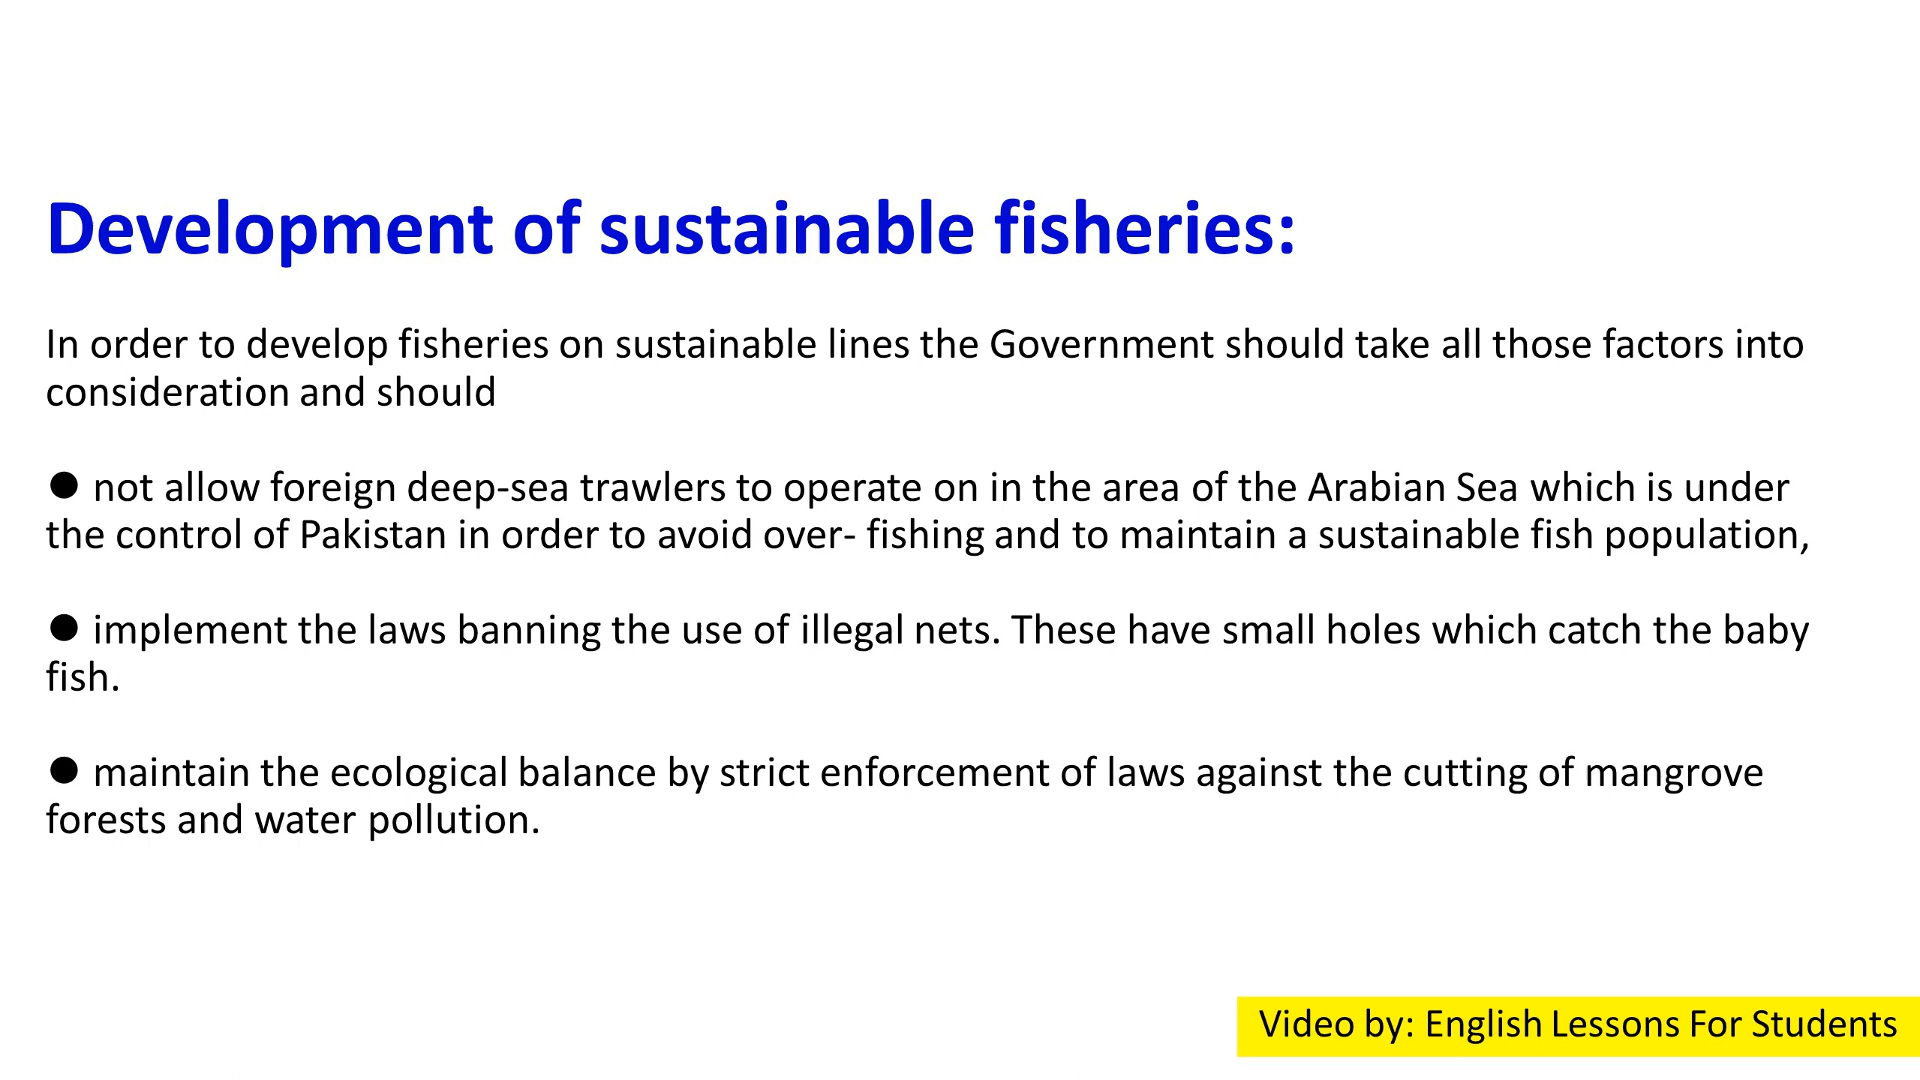 Development of sustainable fisheries:
In order to develop fisheries on sustainable lines the Government should take all those factors into
consideration and should
● not allow foreign deep-sea trawlers to operate on in the area of the Arabian Sea which is under
the control of Pakistan in order to avoid over- fishing and to maintain a sustainable fish population,
● implement the laws banning the use of illegal nets. These have small holes which catch the baby
fish.
● maintain the ecological balance by strict enforcement of laws against the cutting of mangrove
forests and water pollution.
Video by: English Lessons For Students